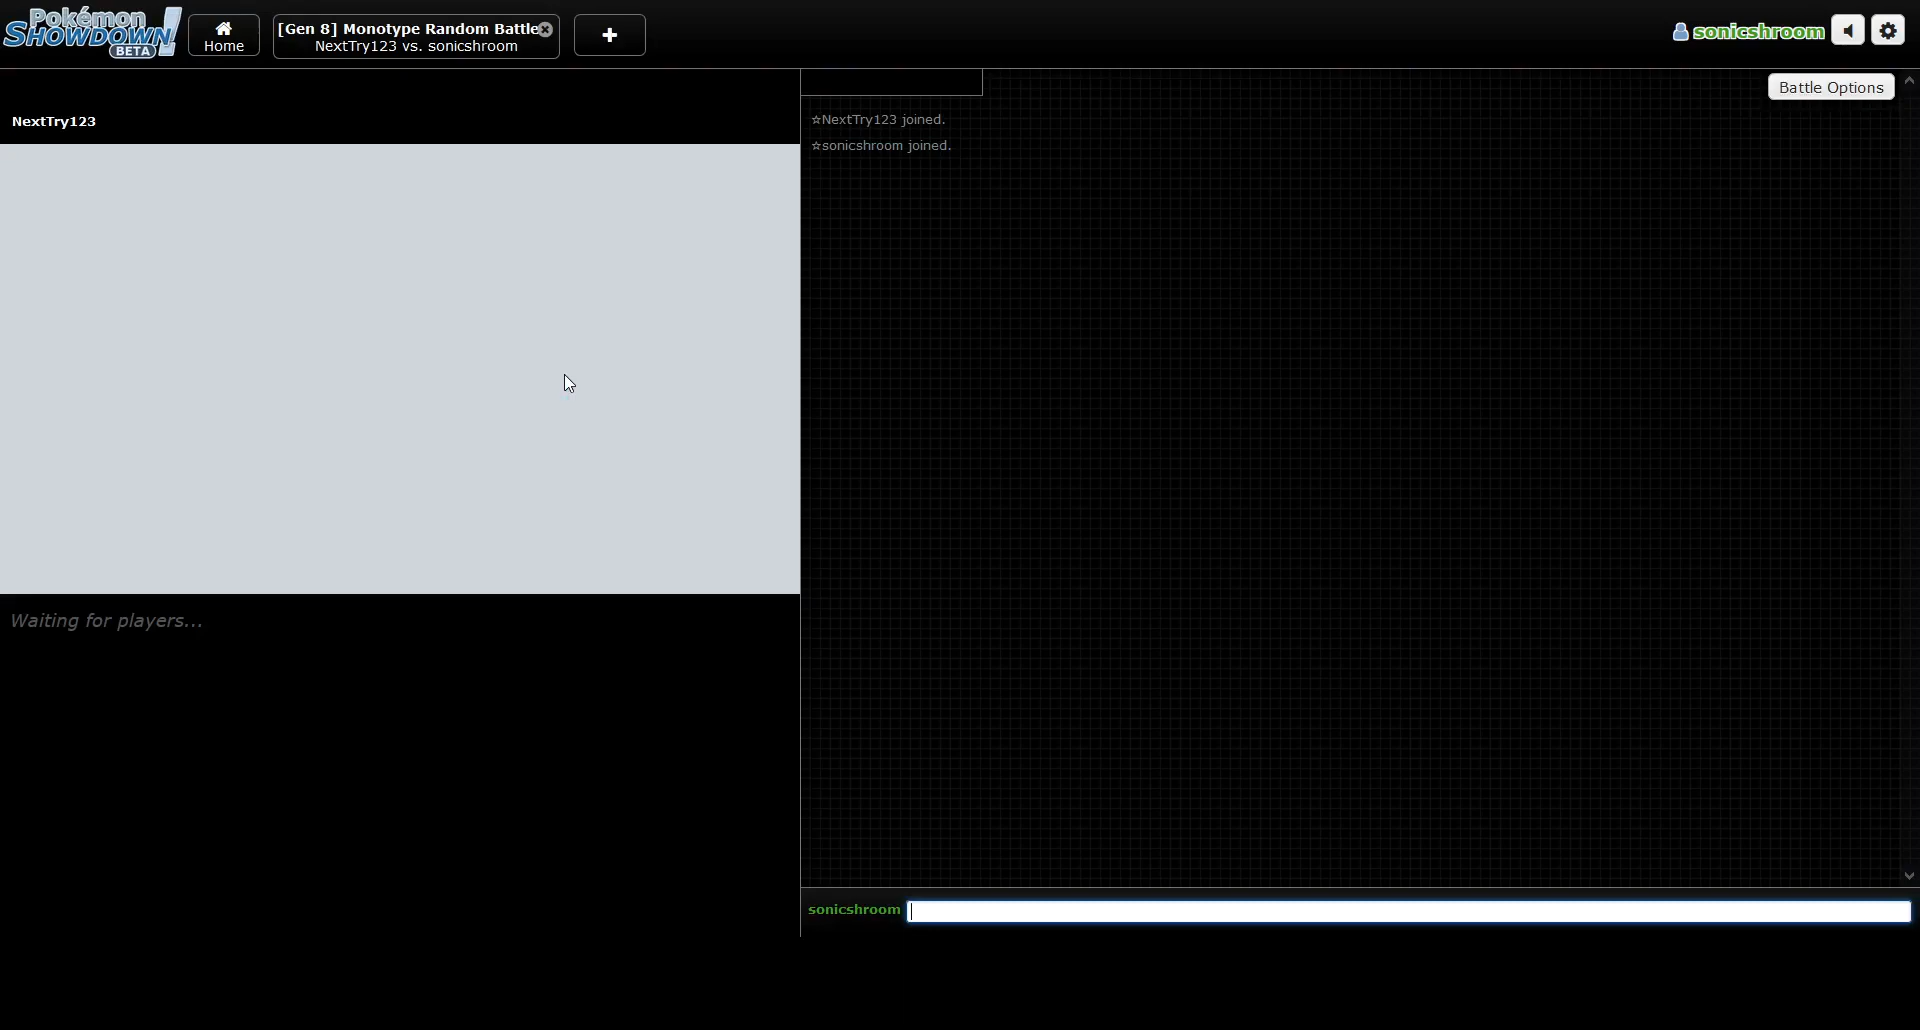 Pokémon
SHOWDOWN!
BETA
Home
[Gen 8] Monotype Random Battle
NextTry123 vs. sonicshroom
sonicshroom
Battle Options
NextTry123
☆NextTry123 joined.
☆sonicshroom joined.
Waiting for players...
sonicshroom